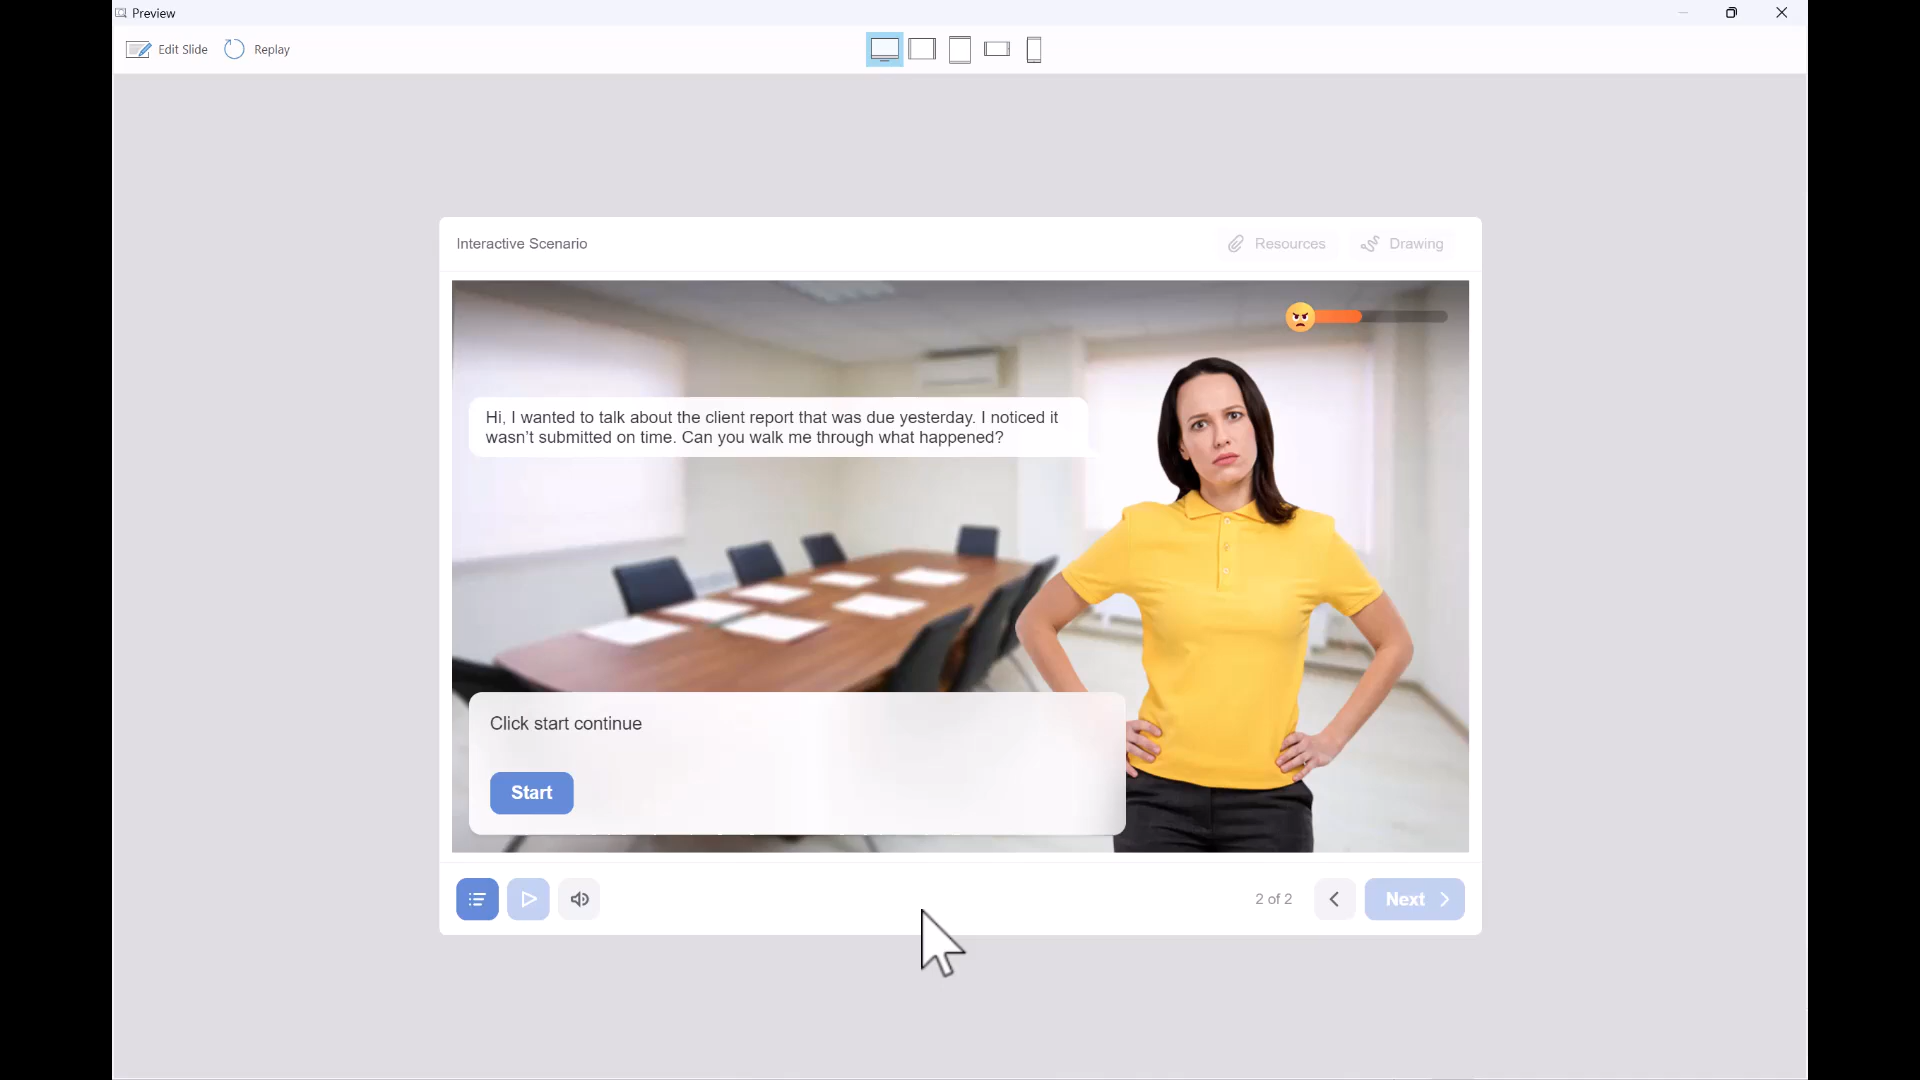 Preview
Edit Slide
Replay
Interactive Scenario
Resources
Drawing
Hi, I wanted to talk about the client report that was due yesterday. I noticed it
wasn't submitted on time. Can you walk me through what happened?
Click start continue
Start
2 of 2
Next